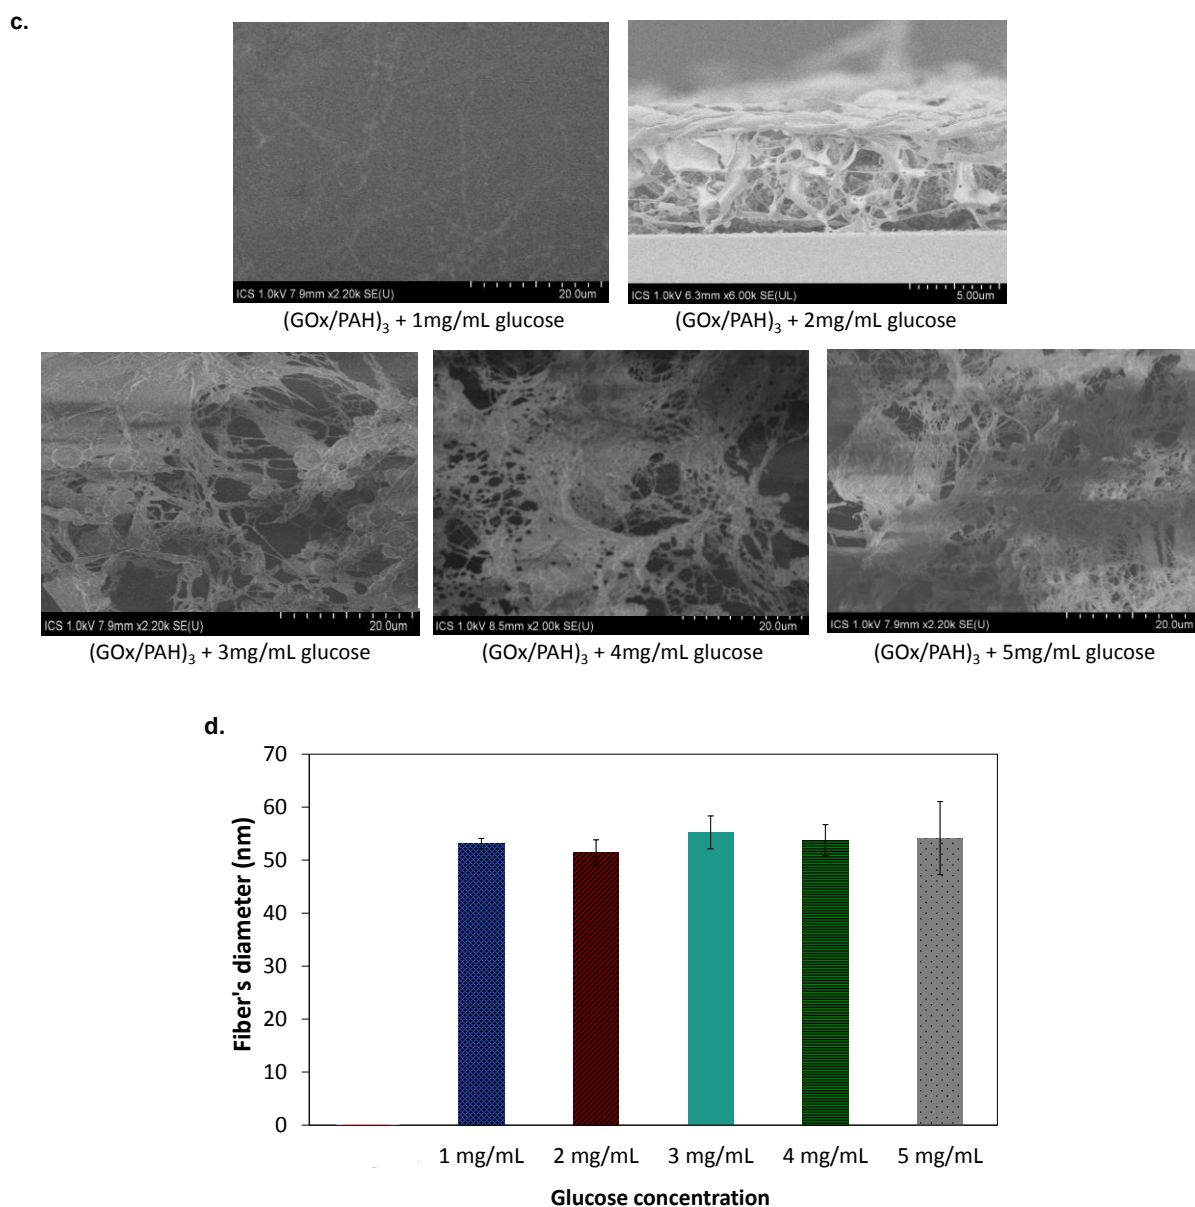 c.
ICS 1.0kV 7.9mm x2.20k SE(U) 20.0um
ICS 1.0kV 6.3mm x6.00k SE(UL) 5.00um
(GOx/PAH)3 + 1mg/mL glucose
(GOx/PAH)3 + 2mg/mL glucose
ICS 1.0kV 7.9mm x2.20k SE(U) 20.0um
ICS 1.0kV 8.5mm x2.00k SE(U) 20.0um
ICS 1.0kV 7.9mm x2.20k SE(U) 20.0um
(GOx/PAH)3 + 3mg/mL glucose
(GOx/PAH)3 + 4mg/mL glucose
(GOx/PAH)3 + 5mg/mL glucose
d.
Fiber's diameter (nm)
70
60
50
40
30
20
10
0
1 mg/mL 2 mg/mL 3 mg/mL 4 mg/mL 5 mg/mL
Glucose concentration